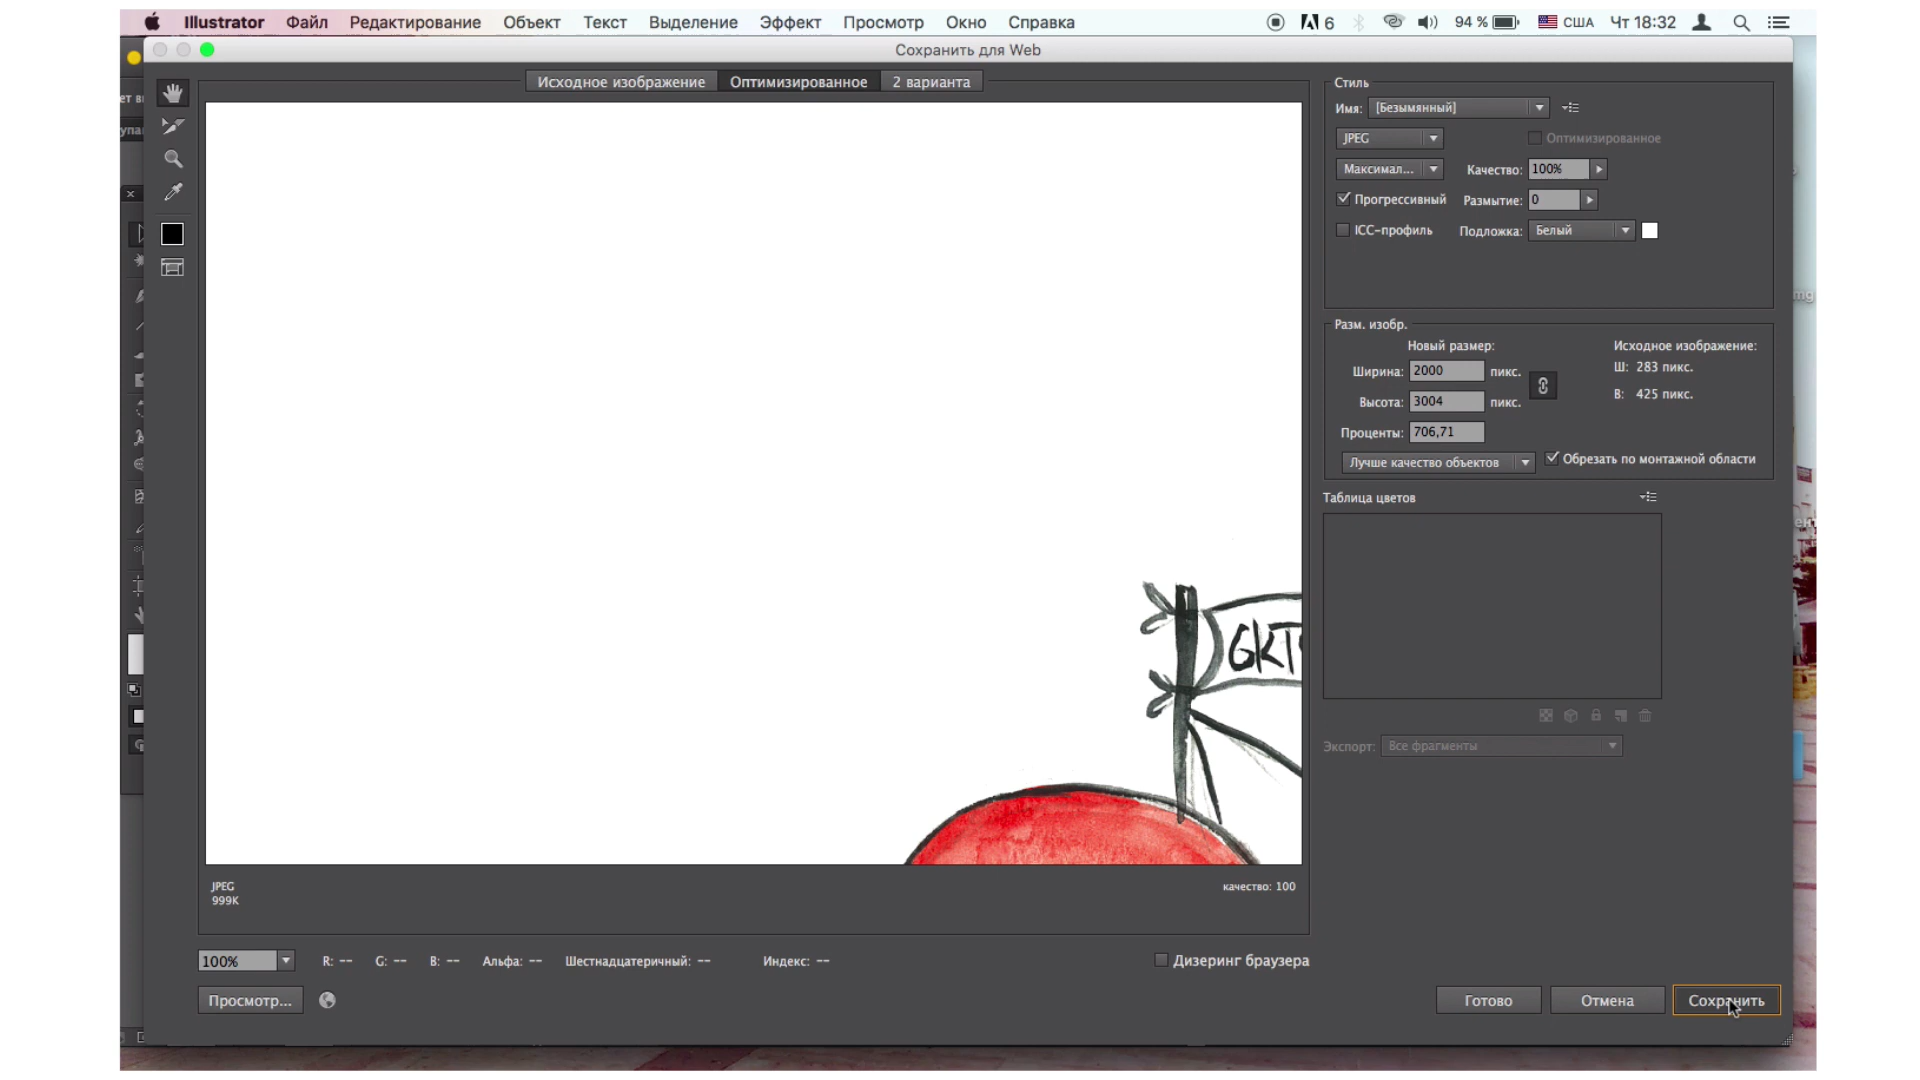 Illustrator Файл Редактирование Объект Текст Выделение Эффект Просмотр Окно Справка 6 94 % США Чт 18:32
Сохранить для Web
Исходное изображение Оптимизированное 2 варианта
Стиль
Имя: [Безымянный]
JPEG Оптимизированное
Максимал... Качество: 100%
Прогрессивный Размытие: 0
ICC-профиль Подложка: Белый
Разм. изобр.
Новый размер: Исходное изображение:
Ширина: 2000 пикс. Ш: 283 пикс.
Высота: 3004 пикс. В: 425 пикс.
Проценты: 706,71
Лучше качество объектов Обрезать по монтажной области
Таблица цветов
Экспорт: Все фрагменты
JPEG
999K
качество: 100
100% R: -- G: -- B: -- Альфа: -- Шестнадцатеричный: -- Индекс: -- Дизеринг браузера
Просмотр... Готово Отмена Сохранить